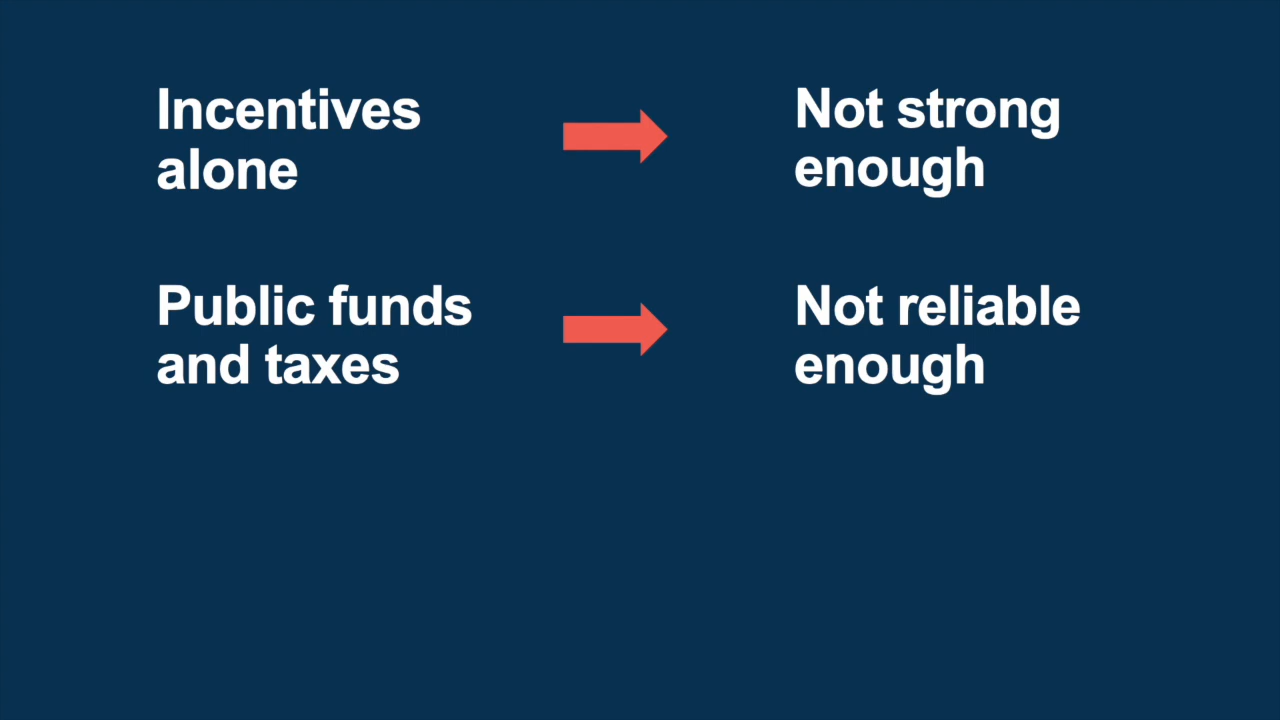 Incentives
alone
Not strong
enough
Public funds
and taxes
Not reliable
enough